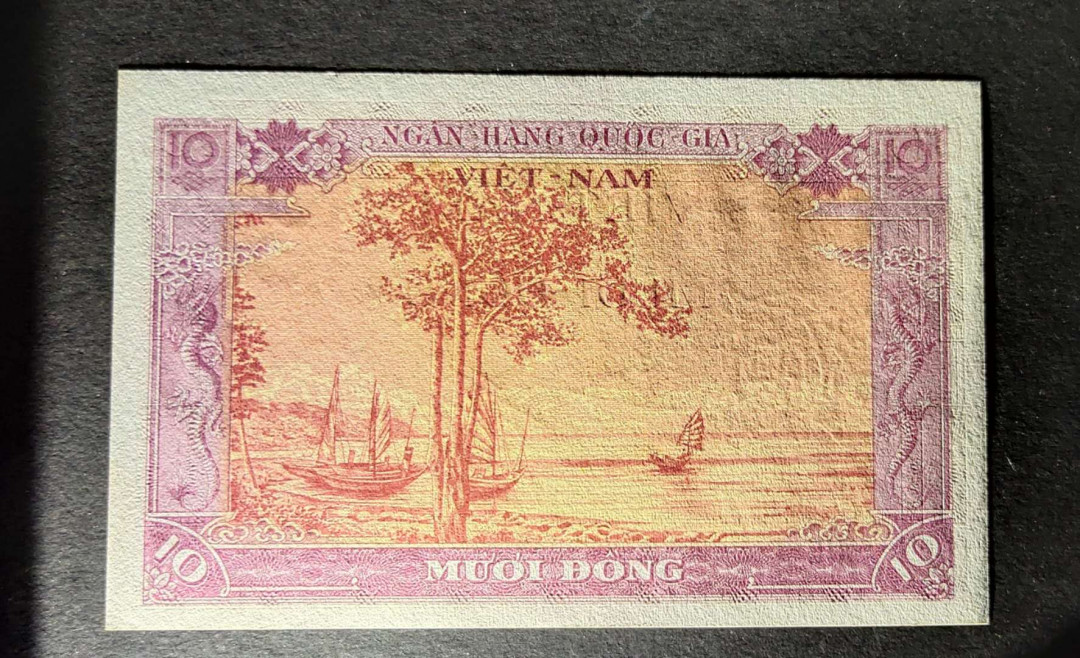 10 NGÂN HÀNG QUỐC GIA 10
VIỆT-NAM
10 MƯỜI ĐỒNG 10